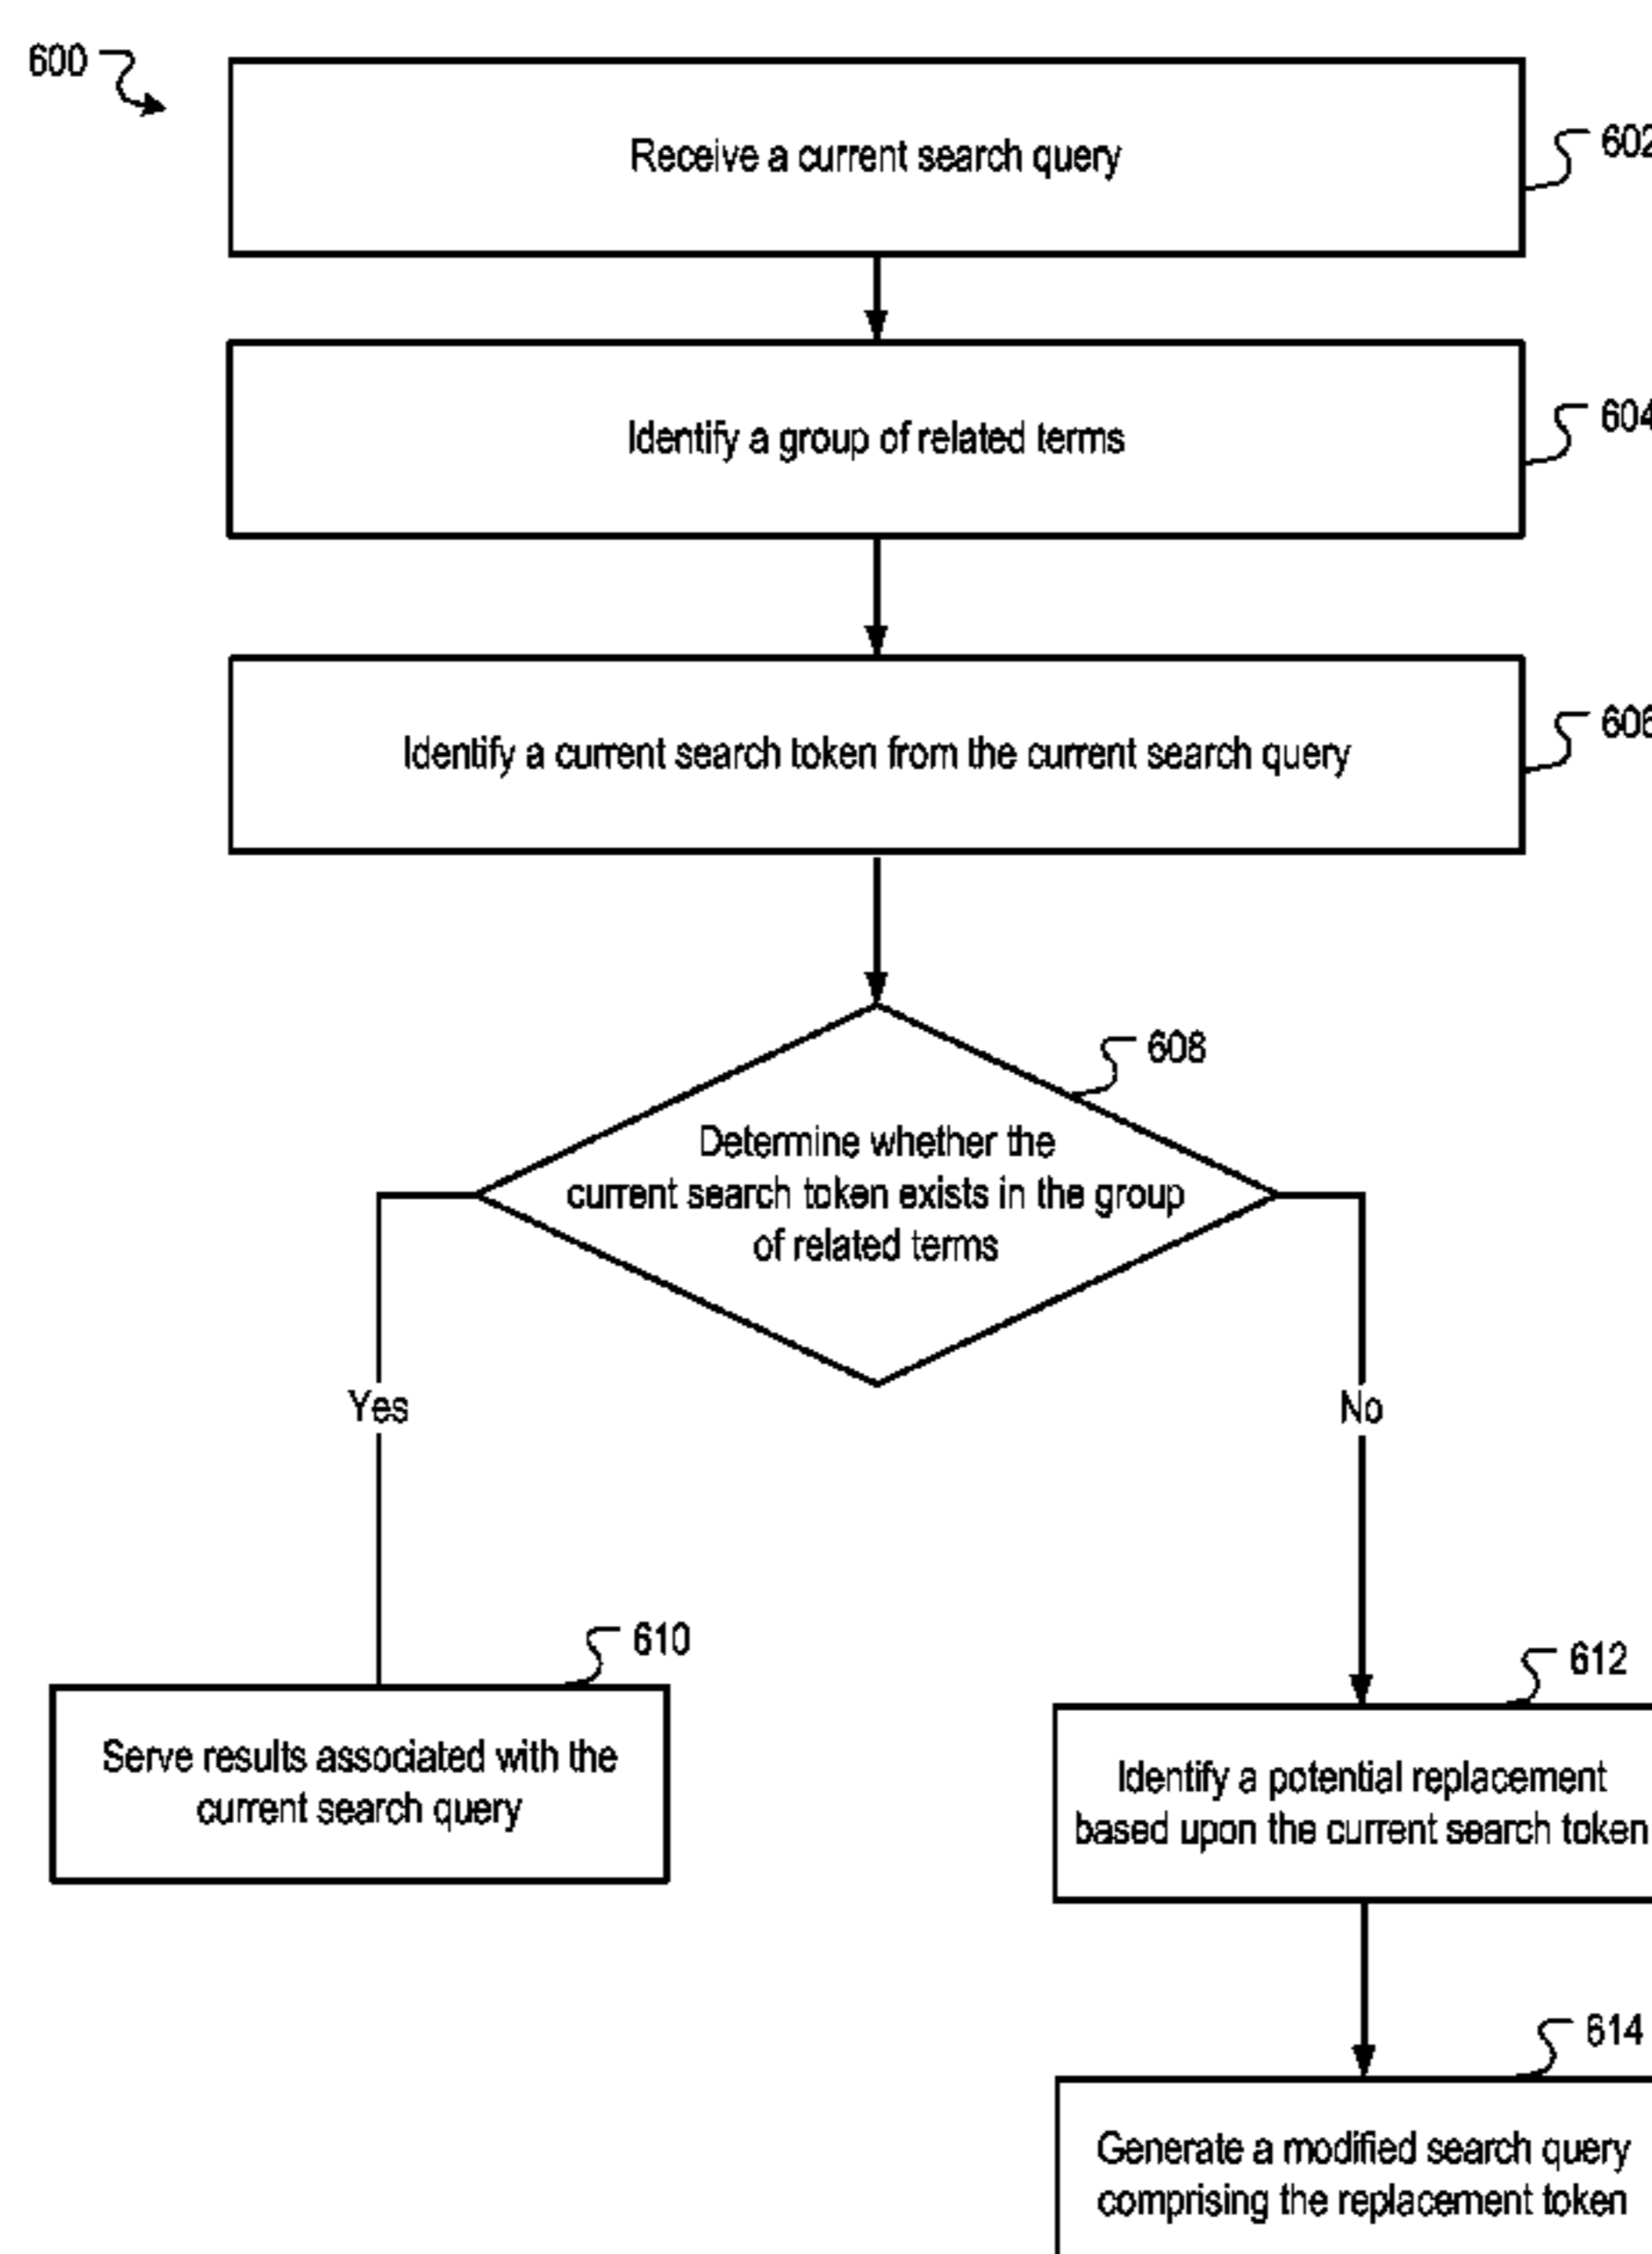 600
Receive a current search query
602
Identify a group of related terms
604
Identify a current search token from the current search query
606
608
Determine whether the
current search token exists in the group
of related terms
Yes
No
610
612
Serve results associated with the
current search query
Identify a potential replacement
based upon the current search token
614
Generate a modified search query
comprising the replacement token